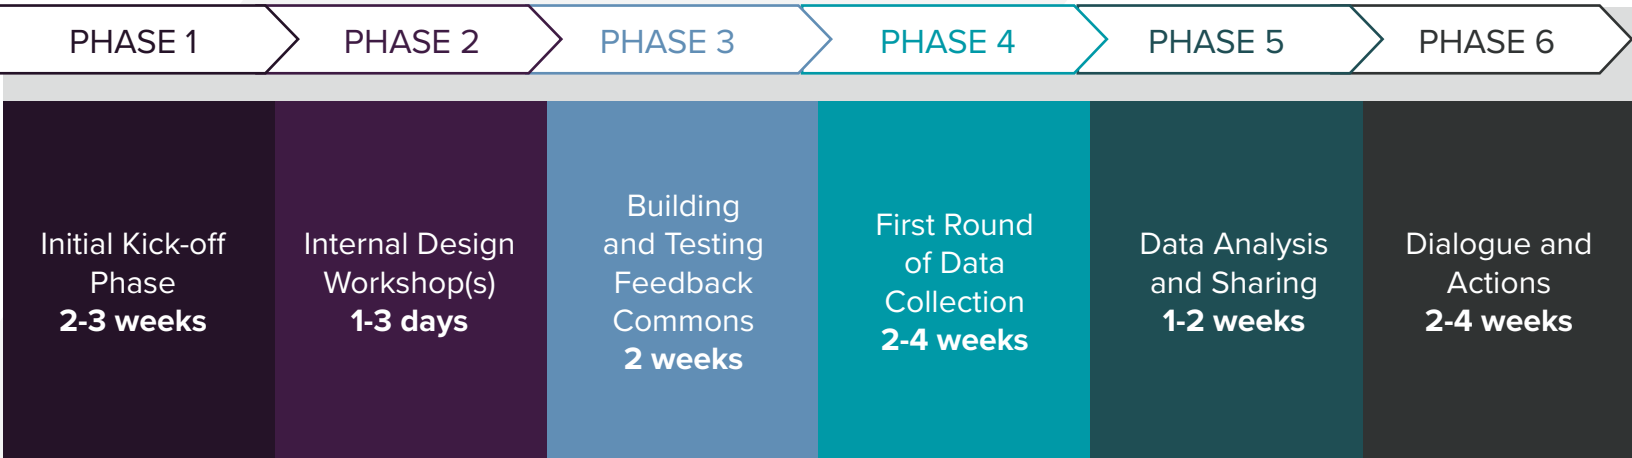 PHASE 1
PHASE 2
PHASE 3
PHASE 4
PHASE 5
PHASE 6
Initial Kick-off
Phase
2-3 weeks
Internal Design
Workshop(s)
1-3 days
Building
and Testing
Feedback
Commons
2 weeks
First Round
of Data
Collection
2-4 weeks
Data Analysis
and Sharing
1-2 weeks
Dialogue and
Actions
2-4 weeks